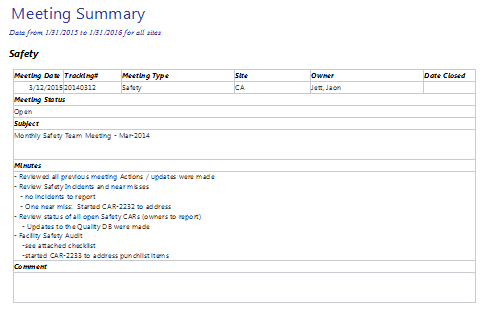 Meeting Summary
Data from 1/31/2015 to 1/31/2016 for all sites
Safety
Meeting Date Tracking# Meeting Type Site Owner Date Closed
3/12/2015 20140312 Safety CA Jett, Jaon
Meeting Status
Open
Subject
Monthly Safety Team Meeting - Mar-2014
Minutes
- Reviewed all previous meeting Actions / updates were made
- Review Safety Incidents and near misses
- no incidents to report
- One near miss. Started CAR-2232 to address
- Review status of all open Safety CARs (owners to report)
- Updates to the Quality DB were made
- Facility Safety Audit
-see attached checklist
-started CAR-2233 to address punchlist items
Comment